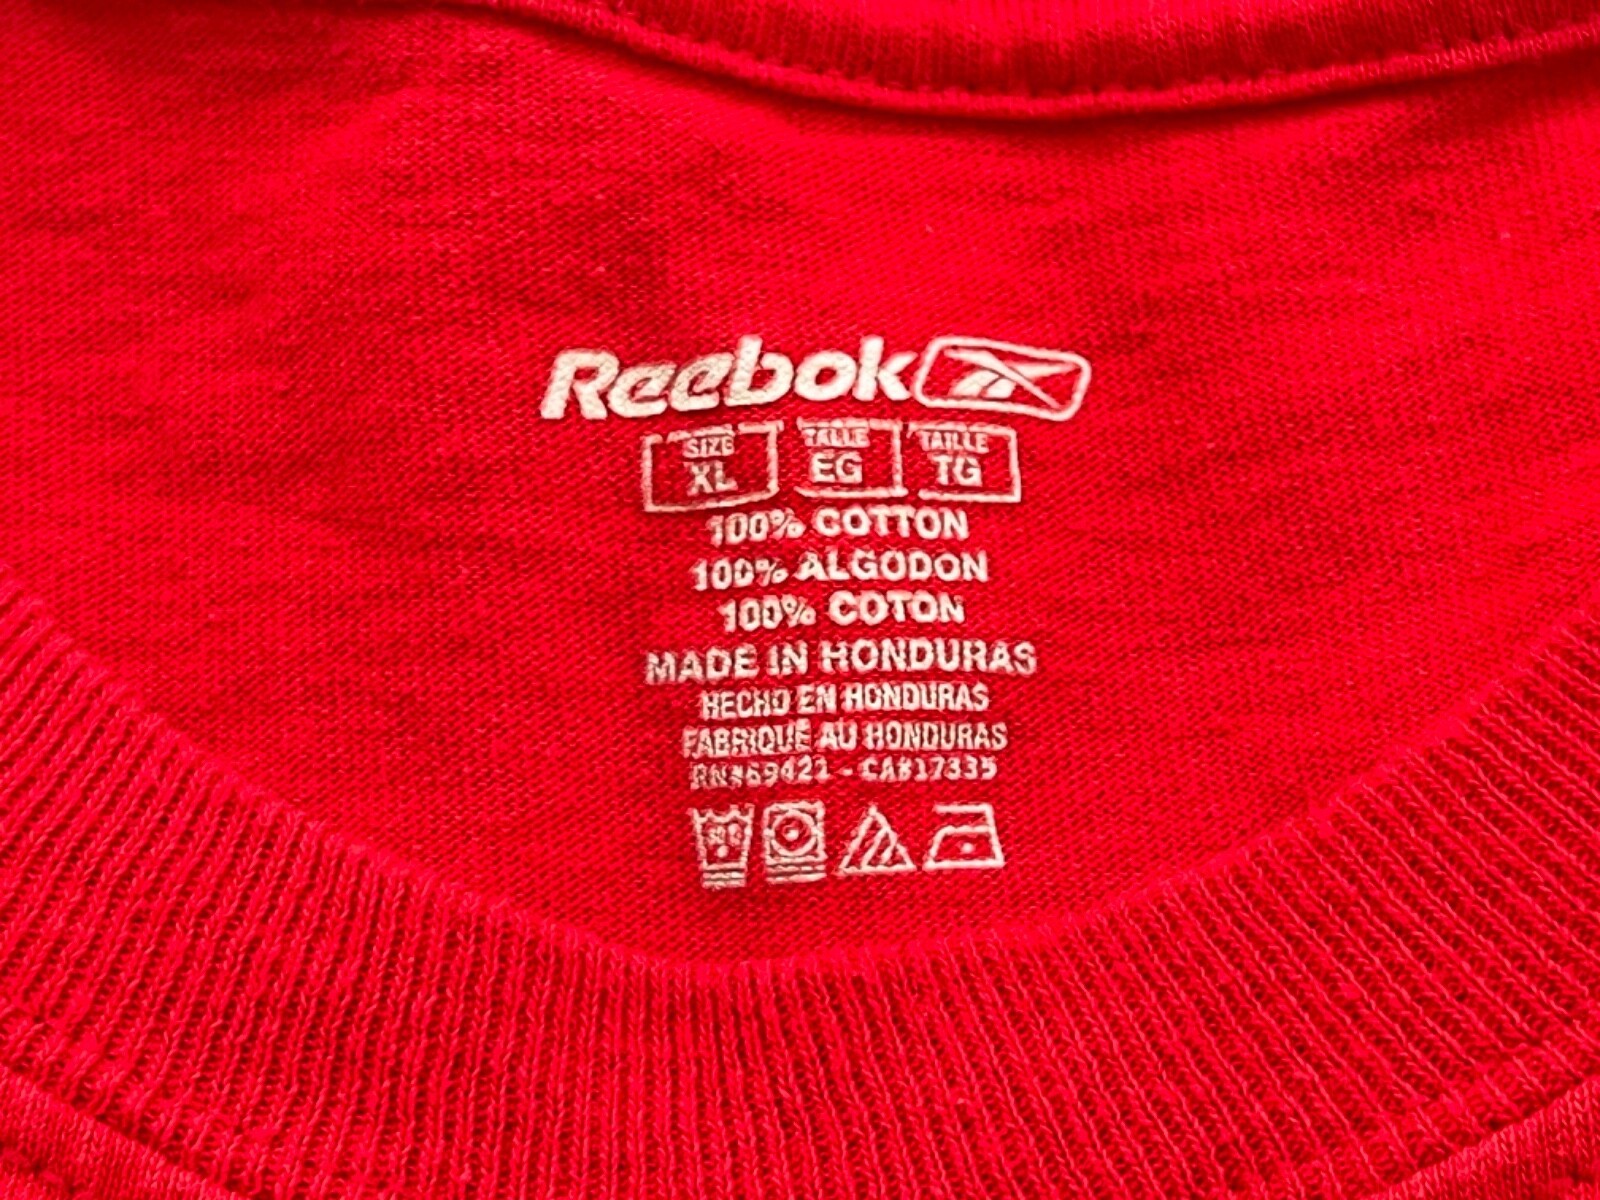 Reebok
SIZE TALLE TAILLE
XL EG TG
100% COTTON
100% ALGODON
100% COTON
MADE IN HONDURAS
HECHO EN HONDURAS
FABRIQUÉ AU HONDURAS
RN#69421 - CA#17335